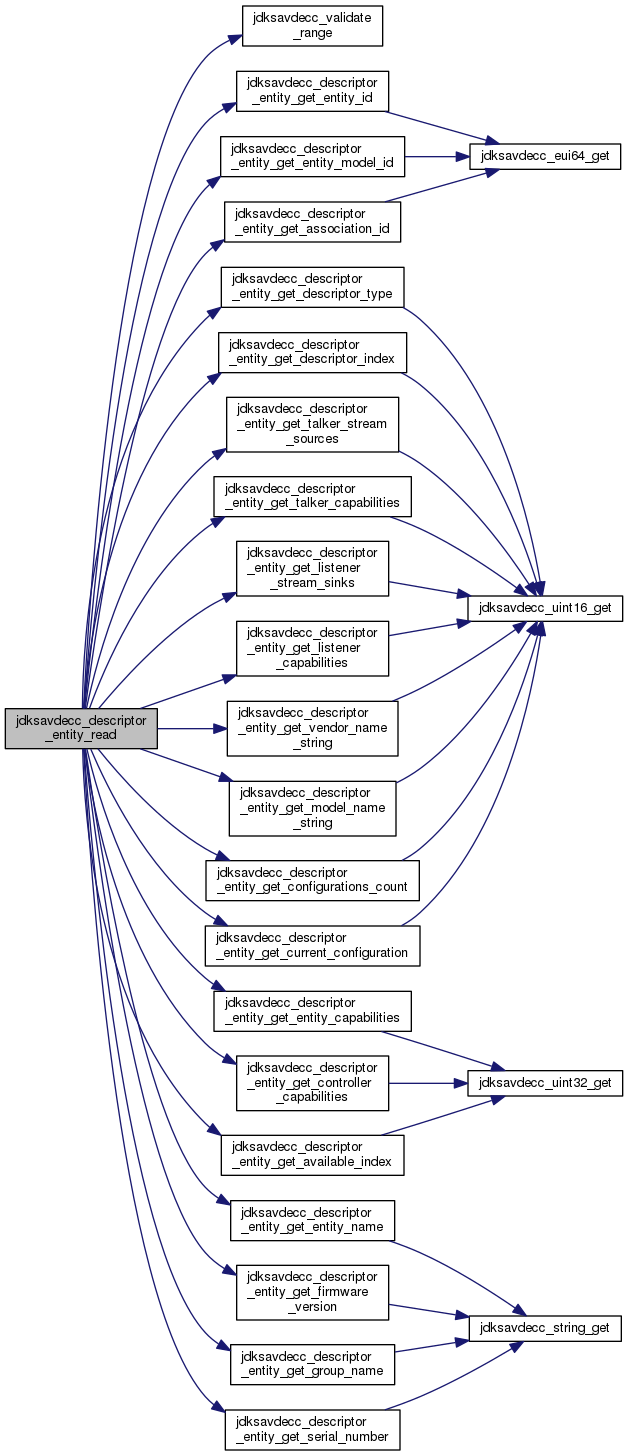 jdksavdecc_validate
_range
jdksavdecc_descriptor
_entity_get_entity_id
jdksavdecc_descriptor
_entity_get_entity_model_id
jdksavdecc_eui64_get
jdksavdecc_descriptor
_entity_get_association_id
jdksavdecc_descriptor
_entity_get_descriptor_type
jdksavdecc_descriptor
_entity_get_descriptor_index
jdksavdecc_descriptor
_entity_get_talker_stream
_sources
jdksavdecc_descriptor
_entity_get_talker_capabilities
jdksavdecc_descriptor
_entity_get_listener
_stream_sinks
jdksavdecc_uint16_get
jdksavdecc_descriptor
_entity_get_listener
_capabilities
jdksavdecc_descriptor
_entity_read
jdksavdecc_descriptor
_entity_get_vendor_name
_string
jdksavdecc_descriptor
_entity_get_model_name
_string
jdksavdecc_descriptor
_entity_get_configurations_count
jdksavdecc_descriptor
_entity_get_current_configuration
jdksavdecc_descriptor
_entity_get_entity_capabilities
jdksavdecc_descriptor
_entity_get_controller
_capabilities
jdksavdecc_uint32_get
jdksavdecc_descriptor
_entity_get_available_index
jdksavdecc_descriptor
_entity_get_entity_name
jdksavdecc_descriptor
_entity_get_firmware
_version
jdksavdecc_string_get
jdksavdecc_descriptor
_entity_get_group_name
jdksavdecc_descriptor
_entity_get_serial_number